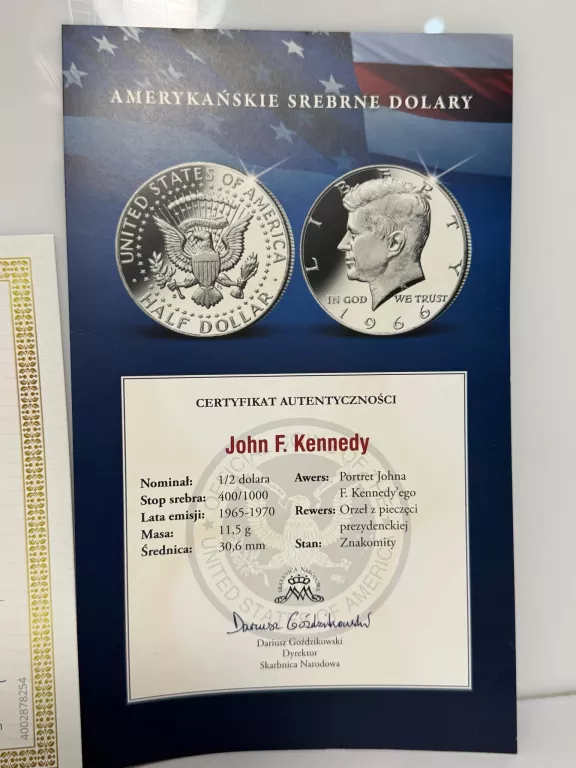 AMERYKAŃSKIE SREBRNE DOLARY
UNITED STATES OF AMERICA
HALF DOLLAR
LIBERTY
IN GOD WE TRUST
1966
CERTYFIKAT AUTENTYCZNOŚCI
John F. Kennedy
Nominał: 1/2 dolara
Stop srebra: 400/1000
Lata emisji: 1965-1970
Masa: 11,5 g
Średnica: 30,6 mm
Awers: Portret Johna
F. Kennedy'ego
Rewers: Orzeł z pieczęci
prezydenckiej
Stan: Znakomity
SKARBNICA NARODOWA
Dariusz Goździkowski
Dariusz Goździkowski
Dyrektor
Skarbnica Narodowa
4002878254